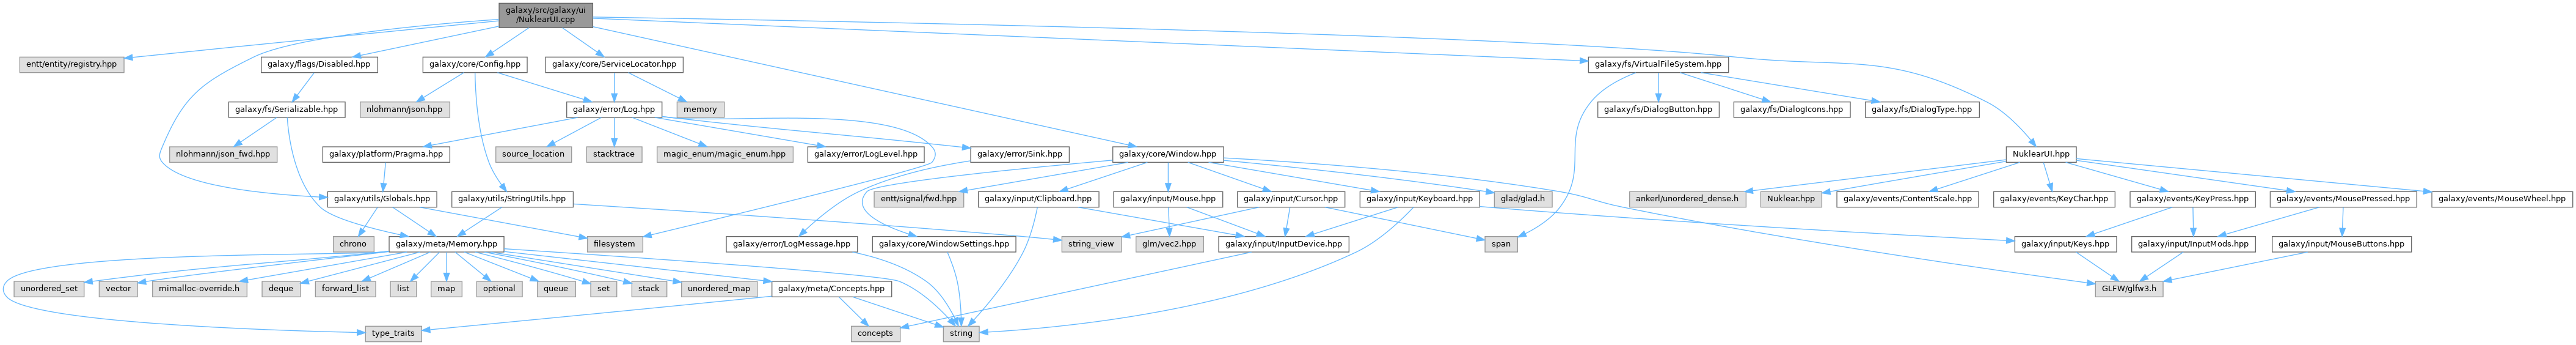 galaxy/src/galaxy/ui
/NuklearUI.cpp
entt/entity/registry.hpp
galaxy/flags/Disabled.hpp
galaxy/core/Config.hpp
galaxy/core/ServiceLocator.hpp
galaxy/fs/VirtualFileSystem.hpp
galaxy/fs/Serializable.hpp
nlohmann/json.hpp
galaxy/error/Log.hpp
memory
galaxy/fs/DialogButton.hpp
galaxy/fs/DialogIcons.hpp
galaxy/fs/DialogType.hpp
nlohmann/json_fwd.hpp
galaxy/platform/Pragma.hpp
source_location
stacktrace
magic_enum/magic_enum.hpp
galaxy/error/LogLevel.hpp
galaxy/error/Sink.hpp
galaxy/core/Window.hpp
NuklearUI.hpp
galaxy/utils/Globals.hpp
galaxy/utils/StringUtils.hpp
entt/signal/fwd.hpp
galaxy/input/Clipboard.hpp
galaxy/input/Mouse.hpp
galaxy/input/Cursor.hpp
galaxy/input/Keyboard.hpp
glad/glad.h
ankerl/unordered_dense.h
Nuklear.hpp
galaxy/events/ContentScale.hpp
galaxy/events/KeyChar.hpp
galaxy/events/KeyPress.hpp
galaxy/events/MousePressed.hpp
galaxy/events/MouseWheel.hpp
chrono
galaxy/meta/Memory.hpp
filesystem
galaxy/error/LogMessage.hpp
galaxy/core/WindowSettings.hpp
string_view
glm/vec2.hpp
galaxy/input/InputDevice.hpp
span
galaxy/input/Keys.hpp
galaxy/input/InputMods.hpp
galaxy/input/MouseButtons.hpp
unordered_set
vector
mimalloc-override.h
deque
forward_list
list
map
optional
queue
set
stack
unordered_map
galaxy/meta/Concepts.hpp
GLFW/glfw3.h
type_traits
concepts
string